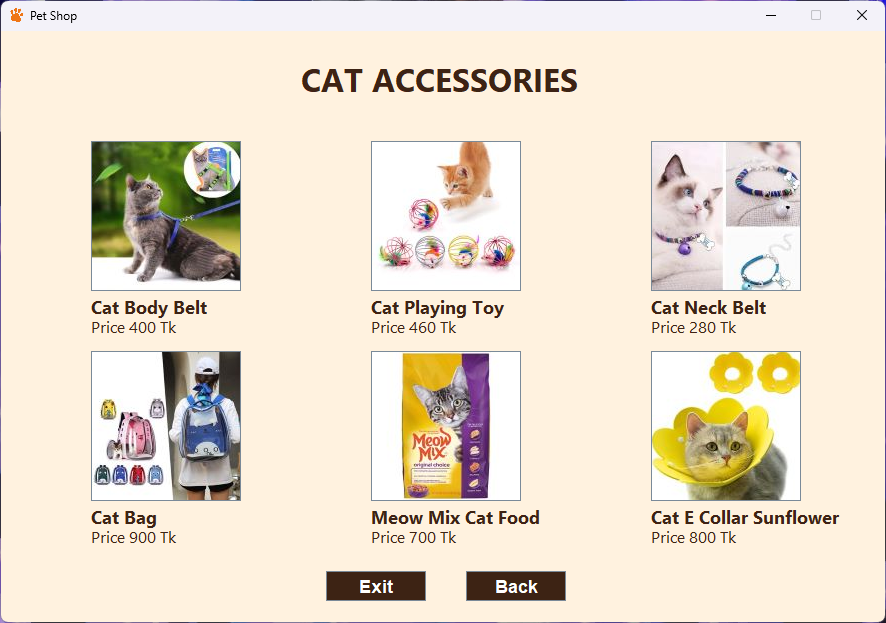 Pet Shop
CAT ACCESSORIES
Cat Body Belt
Price 400 Tk
Cat Playing Toy
Price 460 Tk
Cat Neck Belt
Price 280 Tk
Meow
Mix
original choice
Cat Bag
Price 900 Tk
Meow Mix Cat Food
Price 700 Tk
Cat E Collar Sunflower
Price 800 Tk
Exit
Back